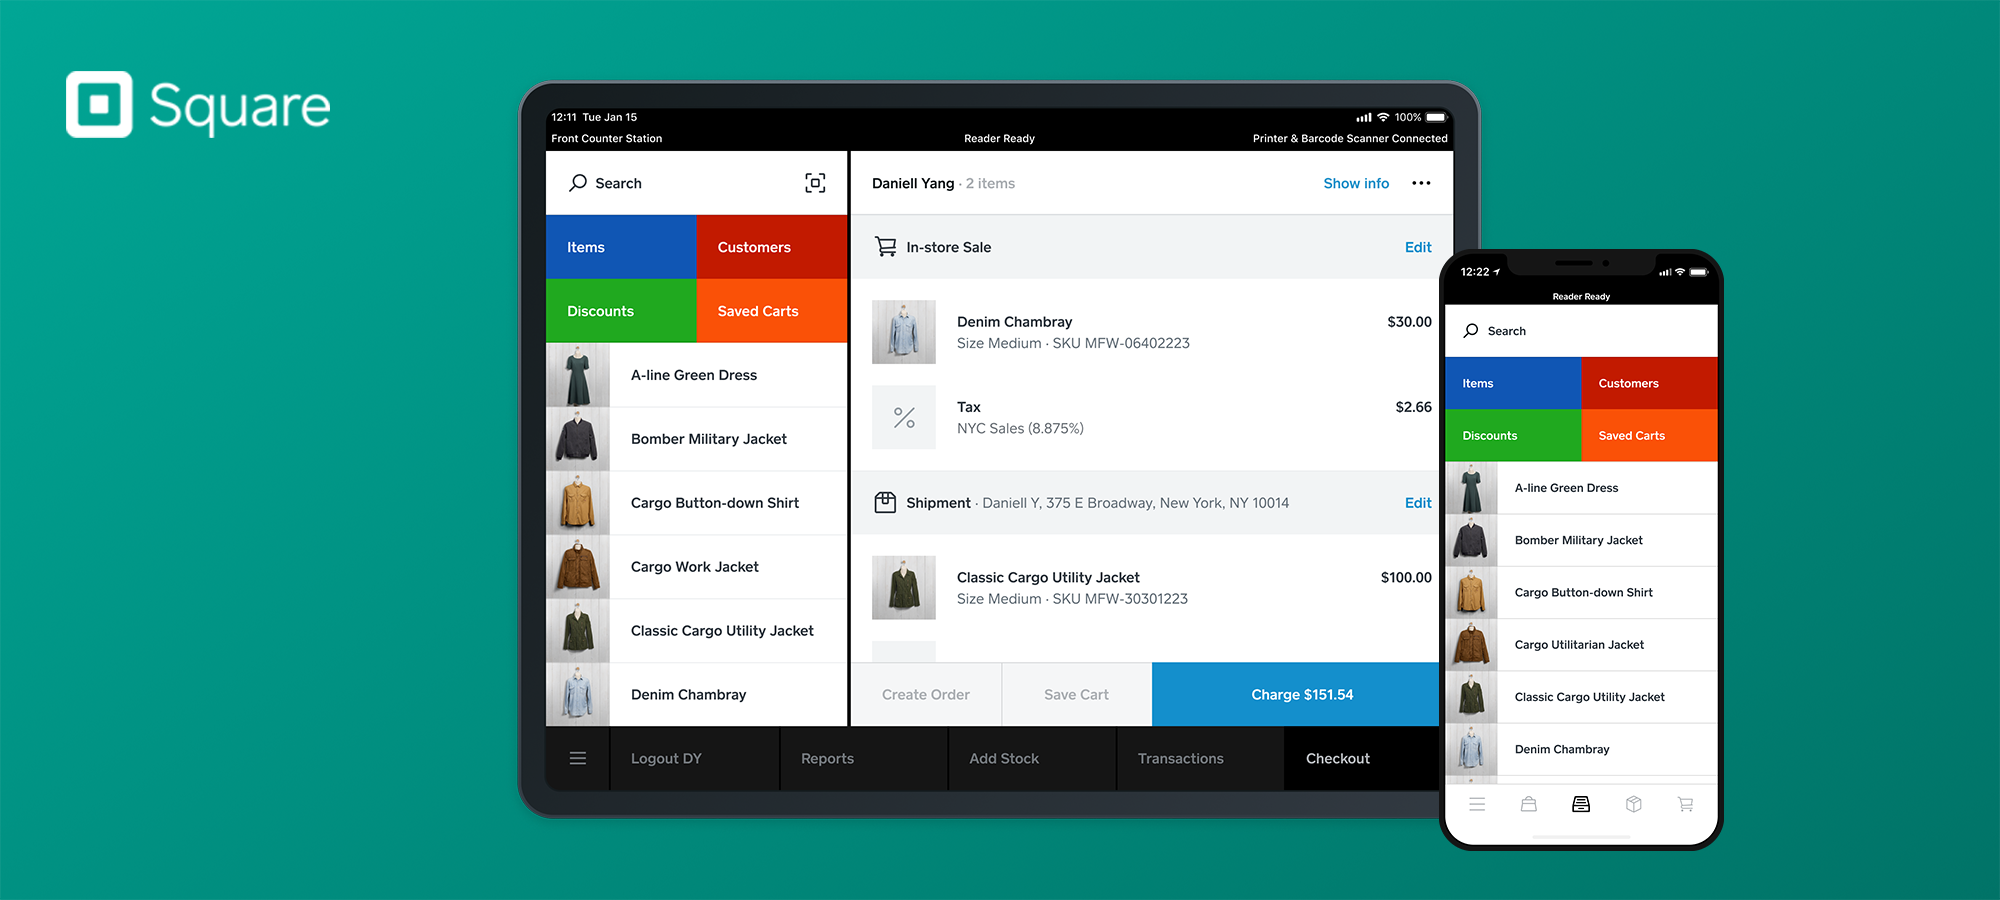 Square
12:11 Tue Jan 15
100%
Front Counter Station
Reader Ready
Printer & Barcode Scanner Connected
Search
Items
Customers
Discounts
Saved Carts
A-line Green Dress
Bomber Military Jacket
Cargo Button-down Shirt
Cargo Work Jacket
Classic Cargo Utility Jacket
Denim Chambray
Daniell Yang · 2 items
Show info
In-store Sale
Edit
Denim Chambray
$30.00
Size Medium · SKU MFW-06402223
%
Tax
$2.66
NYC Sales (8.875%)
Shipment · Daniell Y, 375 E Broadway, New York, NY 10014
Edit
Classic Cargo Utility Jacket
$100.00
Size Medium · SKU MFW-30301223
Create Order
Save Cart
Charge $151.54
Logout DY
Reports
Add Stock
Transactions
Checkout
12:22
Reader Ready
Search
Items
Customers
Discounts
Saved Carts
A-line Green Dress
Bomber Military Jacket
Cargo Button-down Shirt
Cargo Utilitarian Jacket
Classic Cargo Utility Jacket
Denim Chambray